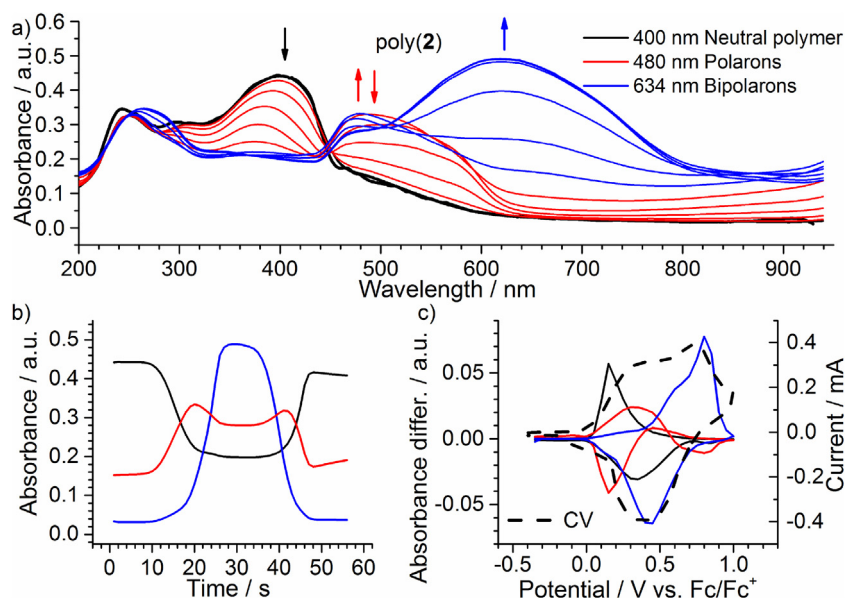 a)
0.6
0.5
0.4
0.3
0.2
0.1
0.0
Absorbance / a.u.
poly(2)
400 nm Neutral polymer
480 nm Polarons
634 nm Bipolarons
200 300 400 500 600 700 800 900
Wavelength / nm
b)
0.5
0.4
0.3
0.2
0.1
0.0
Absorbance / a.u.
0 10 20 30 40 50 60
Time / s
c)
0.05
0.00
-0.05
Absorbance differ. / a.u.
CV
0.4
0.2
0.0
-0.2
-0.4
Current / mA
-0.5 0.0 0.5 1.0
Potential / V vs. Fc/Fc⁺